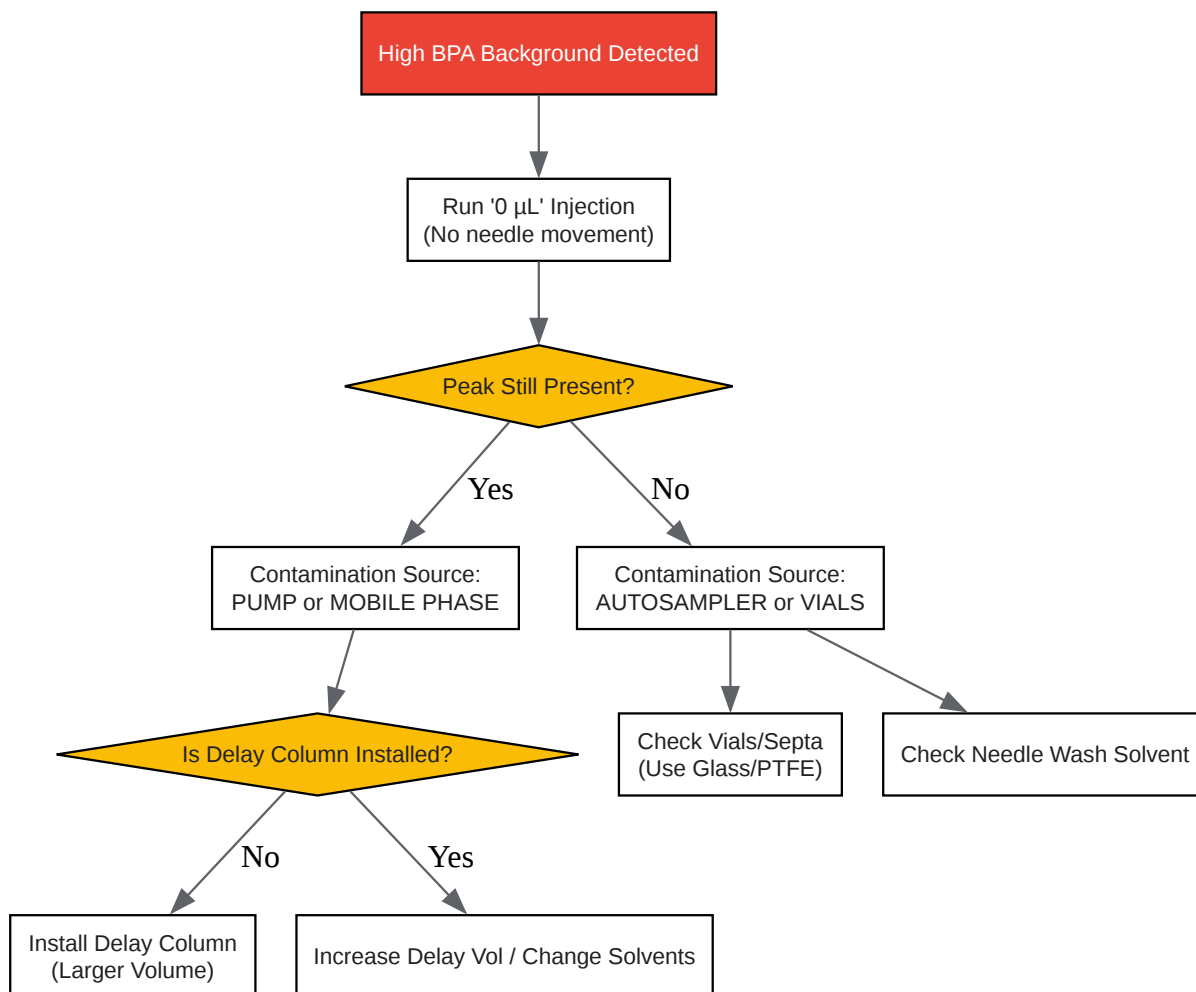 High BPA Background Detected
Run '0 µL' Injection
(No needle movement)
Peak Still Present?
Yes
No
Contamination Source:
PUMP or MOBILE PHASE
Contamination Source:
AUTOSAMPLER or VIALS
Is Delay Column Installed?
Check Vials/Septa
(Use Glass/PTFE)
Check Needle Wash Solvent
No
Yes
Install Delay Column
(Larger Volume)
Increase Delay Vol / Change Solvents